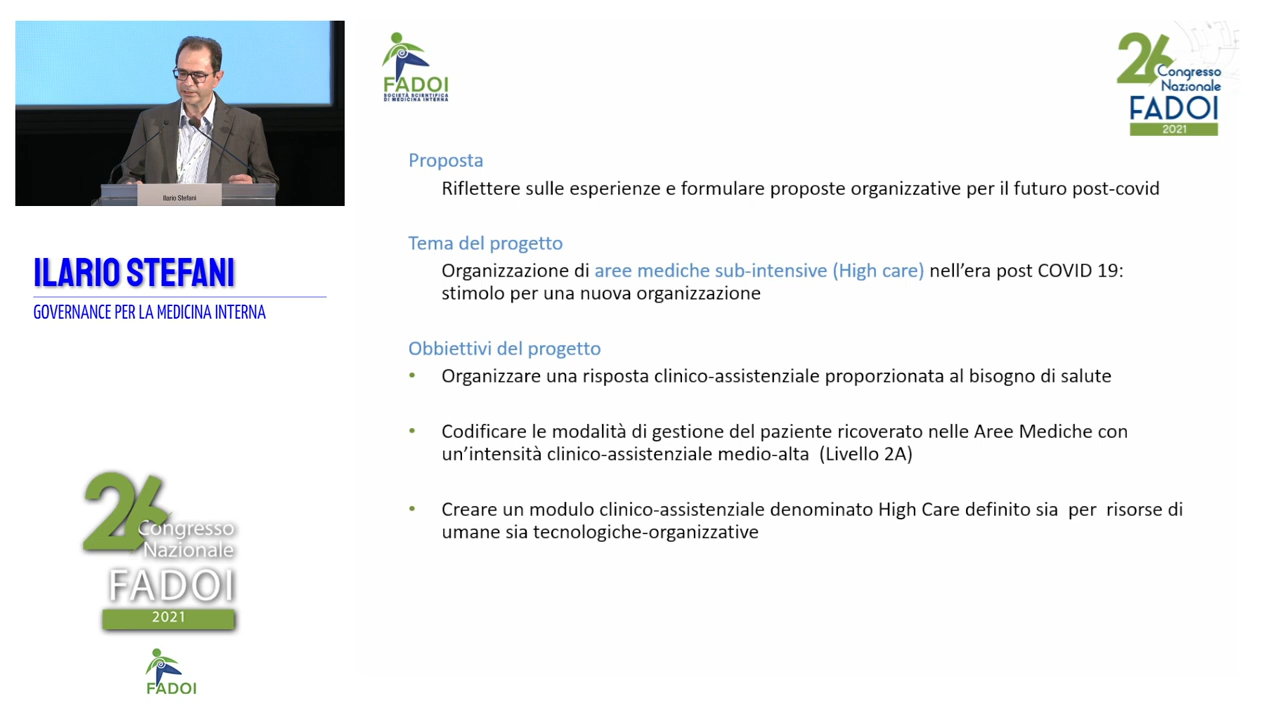 Ilario Stefani
ILARIO STEFANI
GOVERNANCE PER LA MEDICINA INTERNA
26
Congresso
Nazionale
FADOI
2021
FADOI
FADOI
SOCIETÀ SCIENTIFICA
DI MEDICINA INTERNA
26
Congresso
Nazionale
FADOI
2021
Proposta
Riflettere sulle esperienze e formulare proposte organizzative per il futuro post-covid
Tema del progetto
Organizzazione di aree mediche sub-intensive (High care) nell’era post COVID 19:
stimolo per una nuova organizzazione
Obbiettivi del progetto
• Organizzare una risposta clinico-assistenziale proporzionata al bisogno di salute
• Codificare le modalità di gestione del paziente ricoverato nelle Aree Mediche con
un’intensità clinico-assistenziale medio-alta (Livello 2A)
• Creare un modulo clinico-assistenziale denominato High Care definito sia per risorse di
umane sia tecnologiche-organizzative